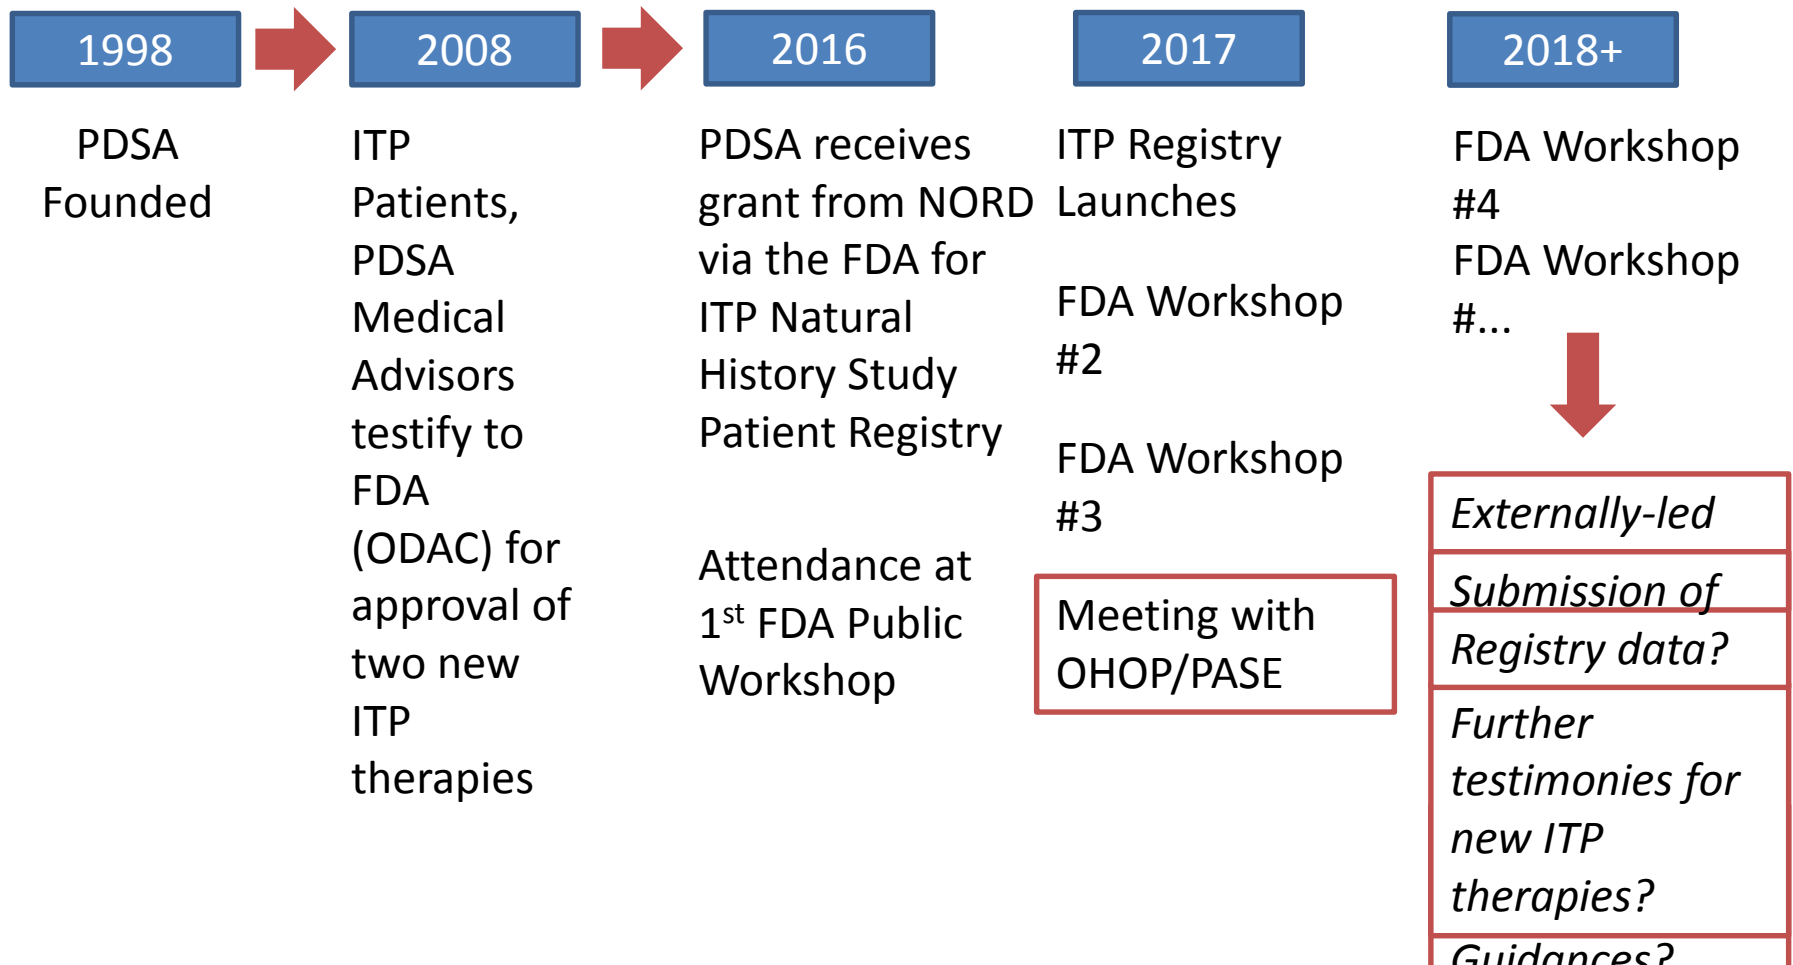 1998
PDSA
Founded
2008
ITP
Patients,
PDSA
Medical
Advisors
testify to
FDA
(ODAC) for
approval of
two new
ITP
therapies
2016
PDSA receives
grant from NORD
via the FDA for
ITP Natural
History Study
Patient Registry
Attendance at
1st FDA Public
Workshop
2017
ITP Registry
Launches
FDA Workshop
#2
FDA Workshop
#3
Meeting with
OHOP/PASE
2018+
FDA Workshop
#4
FDA Workshop
#...
Externally-led
Submission of
Registry data?
Further
testimonies for
new ITP
therapies?
Guidances?